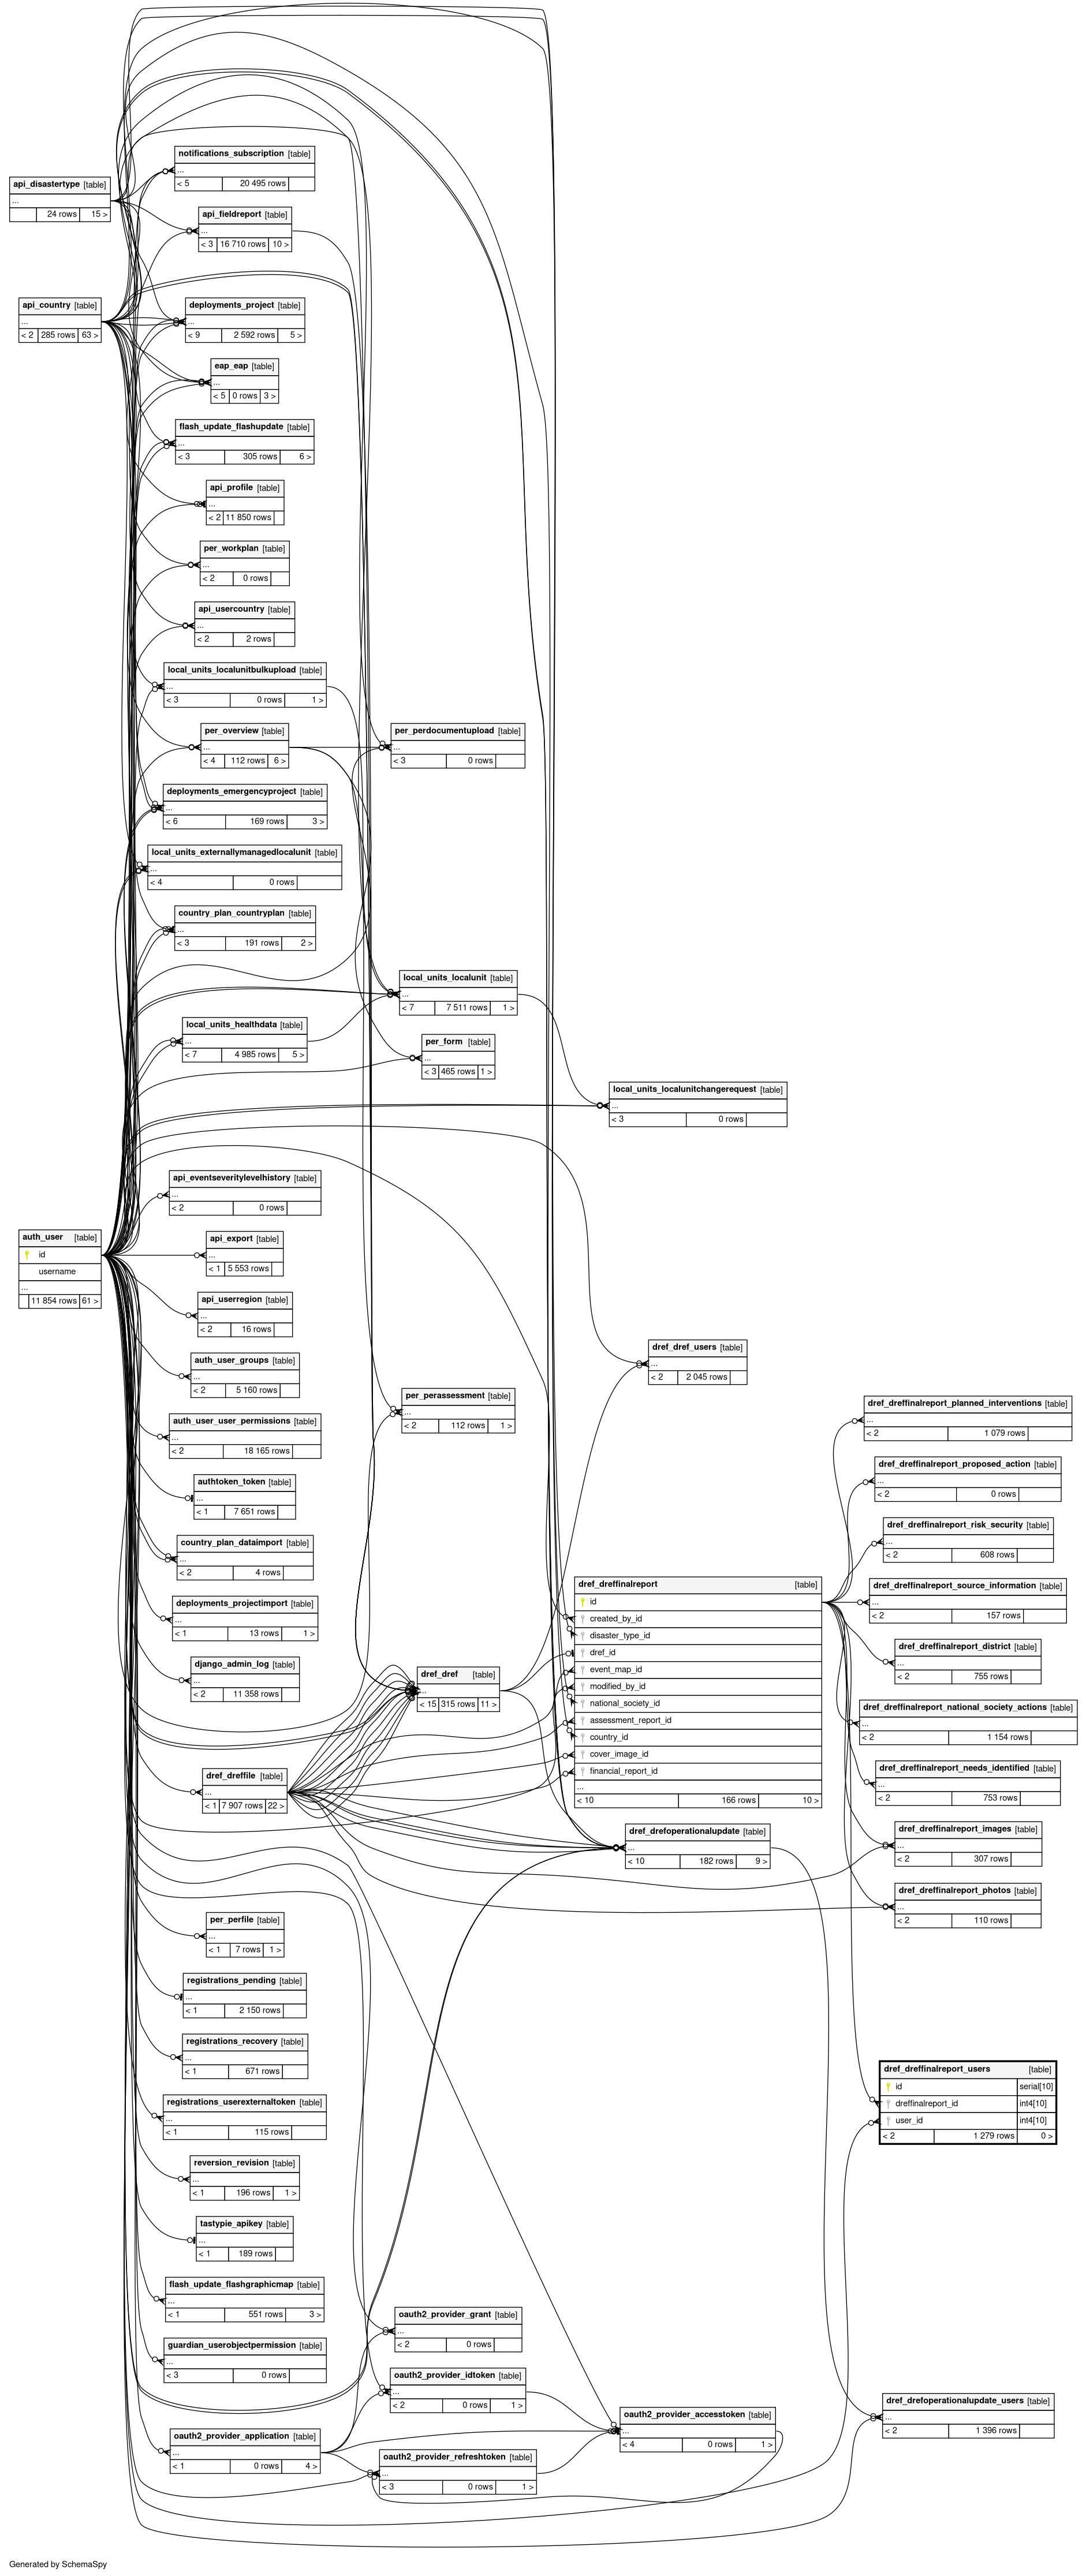 notifications_subscription [table]
...
< 5 20 495 rows
api_disastertype [table]
...
24 rows 15 >
api_fieldreport [table]
...
< 3 16 710 rows 10 >
api_country [table]
...
< 2 285 rows 63 >
deployments_project [table]
...
< 9 2 592 rows 5 >
eap_eap [table]
...
< 5 0 rows 3 >
flash_update_flashupdate [table]
...
< 3 305 rows 6 >
api_profile [table]
...
< 2 11 850 rows
per_workplan [table]
...
< 2 0 rows
api_usercountry [table]
...
< 2 2 rows
local_units_localunitbulkupload [table]
...
< 3 0 rows 1 >
per_overview [table]
...
< 4 112 rows 6 >
per_perdocumentupload [table]
...
< 3 0 rows
deployments_emergencyproject [table]
...
< 6 169 rows 3 >
local_units_externallymanagedlocalunit [table]
...
< 4 0 rows
country_plan_countryplan [table]
...
< 3 191 rows 2 >
local_units_localunit [table]
...
< 7 7 511 rows 1 >
local_units_healthdata [table]
...
< 7 4 985 rows 5 >
per_form [table]
...
< 3 465 rows 1 >
local_units_localunitchangerequest [table]
...
< 3 0 rows
api_eventseveritylevelhistory [table]
...
< 2 0 rows
auth_user [table]
id
username
...
11 854 rows 61 >
api_export [table]
...
< 1 5 553 rows
api_userregion [table]
...
< 2 16 rows
dref_dref_users [table]
...
< 2 2 045 rows
auth_user_groups [table]
...
< 2 5 160 rows
per_perassessment [table]
...
< 2 112 rows 1 >
dref_dreffinalreport_planned_interventions [table]
...
< 2 1 079 rows
auth_user_user_permissions [table]
...
< 2 18 165 rows
dref_dreffinalreport_proposed_action [table]
...
< 2 0 rows
authtoken_token [table]
...
< 1 7 651 rows
dref_dreffinalreport_risk_security [table]
...
< 2 608 rows
country_plan_dataimport [table]
...
< 2 4 rows
dref_dreffinalreport [table]
id
created_by_id
disaster_type_id
dref_id
event_map_id
modified_by_id
national_society_id
assessment_report_id
country_id
cover_image_id
financial_report_id
...
< 10 166 rows 10 >
dref_dreffinalreport_source_information [table]
...
< 2 157 rows
deployments_projectimport [table]
...
< 1 13 rows 1 >
dref_dreffinalreport_district [table]
...
< 2 755 rows
django_admin_log [table]
...
< 2 11 358 rows
dref_dref [table]
...
< 15 315 rows 11 >
dref_dreffinalreport_national_society_actions [table]
...
< 2 1 154 rows
dref_dreffile [table]
...
< 1 7 907 rows 22 >
dref_dreffinalreport_needs_identified [table]
...
< 2 753 rows
dref_drefoperationalupdate [table]
...
< 10 182 rows 9 >
dref_dreffinalreport_images [table]
...
< 2 307 rows
dref_dreffinalreport_photos [table]
...
< 2 110 rows
per_perfile [table]
...
< 1 7 rows 1 >
registrations_pending [table]
...
< 1 2 150 rows
registrations_recovery [table]
...
< 1 671 rows
dref_dreffinalreport_users [table]
id serial[10]
dreffinalreport_id int4[10]
user_id int4[10]
< 2 1 279 rows 0 >
registrations_userexternaltoken [table]
...
< 1 115 rows
reversion_revision [table]
...
< 1 196 rows 1 >
tastypie_apikey [table]
...
< 1 189 rows
flash_update_flashgraphicmap [table]
...
< 1 551 rows 3 >
oauth2_provider_grant [table]
...
< 2 0 rows
guardian_userobjectpermission [table]
...
< 3 0 rows
oauth2_provider_idtoken [table]
...
< 2 0 rows 1 >
dref_drefoperationalupdate_users [table]
...
< 2 1 396 rows
oauth2_provider_accesstoken [table]
...
< 4 0 rows 1 >
oauth2_provider_application [table]
...
< 1 0 rows 4 >
oauth2_provider_refreshtoken [table]
...
< 3 0 rows 1 >
Generated by SchemaSpy